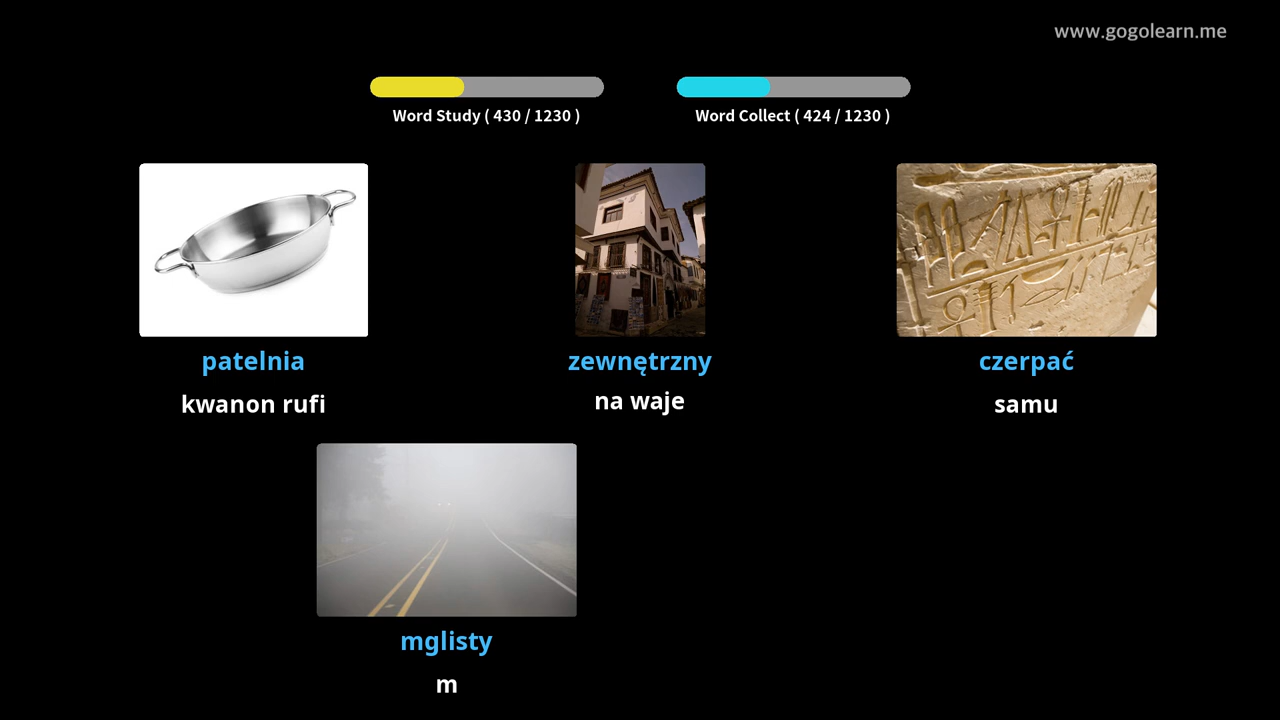 www.gogolearn.me
Word Study ( 430 / 1230 )
Word Collect ( 424 / 1230 )
patelnia
kwanon rufi
zewnętrzny
na waje
czerpać
samu
mglisty
m